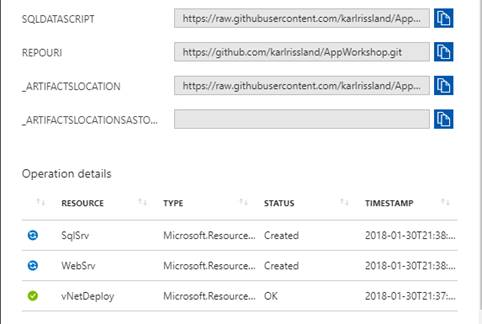 SQLDATASCRIPT https://raw.githubusercontent.com/karlrissland/App...
REPOURI https://github.com/karlrissland/AppWorkshop.git
_ARTIFACTSLOCATION https://raw.githubusercontent.com/karlrissland/App...
_ARTIFACTSLOCATIONSASTO...
Operation details
RESOURCE TYPE STATUS TIMESTAMP
SqlSrv Microsoft.Resource... Created 2018-01-30T21:38:...
WebSrv Microsoft.Resource... Created 2018-01-30T21:38:...
vNetDeploy Microsoft.Resource... OK 2018-01-30T21:37:...